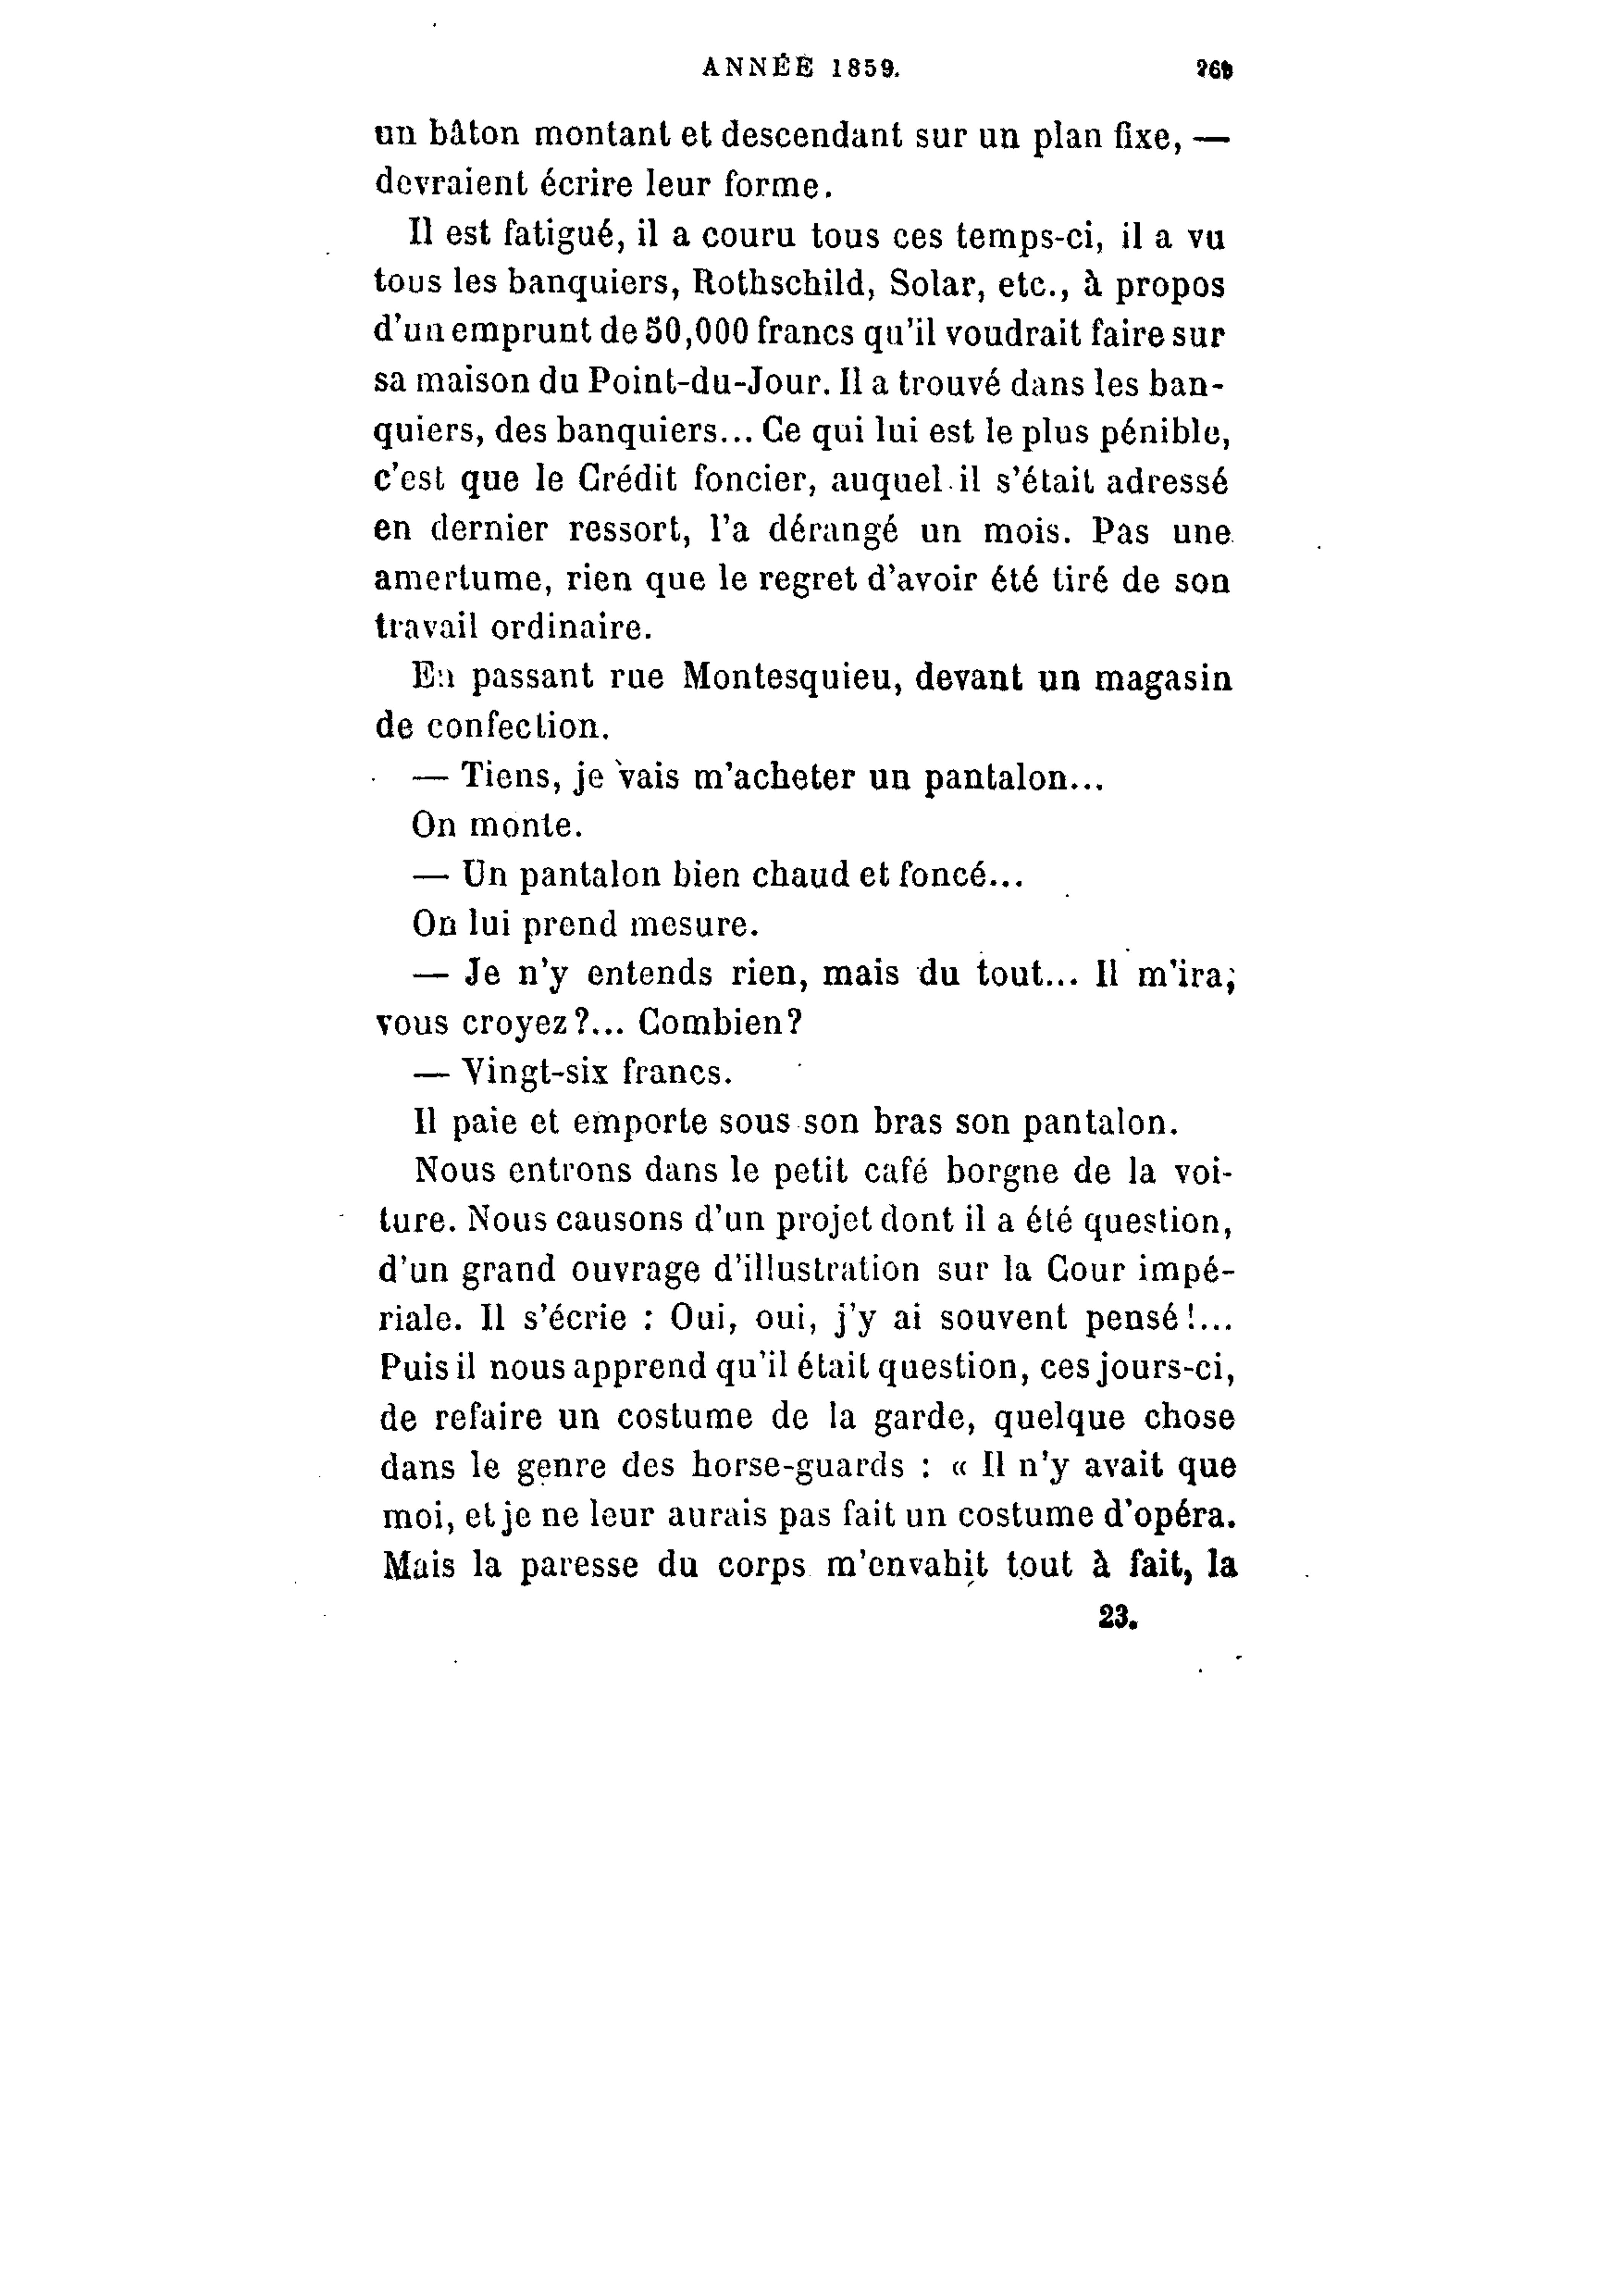 ANNÉE 1859.
un bâton montant et descendant sur un plan fixe, —
devraient écrire leur forme.
Il est fatigué, il a couru tous ces temps-ci, il a vu
tous les banquiers, Rothschild, Solar, etc., à propos
d'un emprunt de 50,000 francs qu'il voudrait faire sur
sa maison du Point-du-Jour. Il a trouvé dans les ban-
quiers, des banquiers... Ce qui lui est le plus pénible,
c'est que le Crédit foncier, auquel il s'était adressé
en dernier ressort, l'a dérangé un mois. Pas une
amertume, rien que le regret d'avoir été tiré de son
travail ordinaire.
En passant rue Montesquieu, devant un magasin
de confection.
— Tiens, je vais m'acheter un pantalon...
On monte.
— Un pantalon bien chaud et foncé...
On lui prend mesure.
— Je n'y entends rien, mais du tout... Il m'ira;
vous croyez?... Combien?
— Vingt-six francs.
Il paie et emporte sous son bras son pantalon.
Nous entrons dans le petit café borgne de la voi-
ture. Nous causons d'un projet dont il a été question,
d'un grand ouvrage d'illustration sur la Cour impé-
riale. Il s'écrie : Oui, oui, j'y ai souvent pensé!...
Puis il nous apprend qu'il était question, ces jours-ci,
de refaire un costume de la garde, quelque chose
dans le genre des horse-guards : « Il n'y avait que
moi, et je ne leur aurais pas fait un costume d'opéra.
Mais la paresse du corps m'envahit tout à fait, la
23.